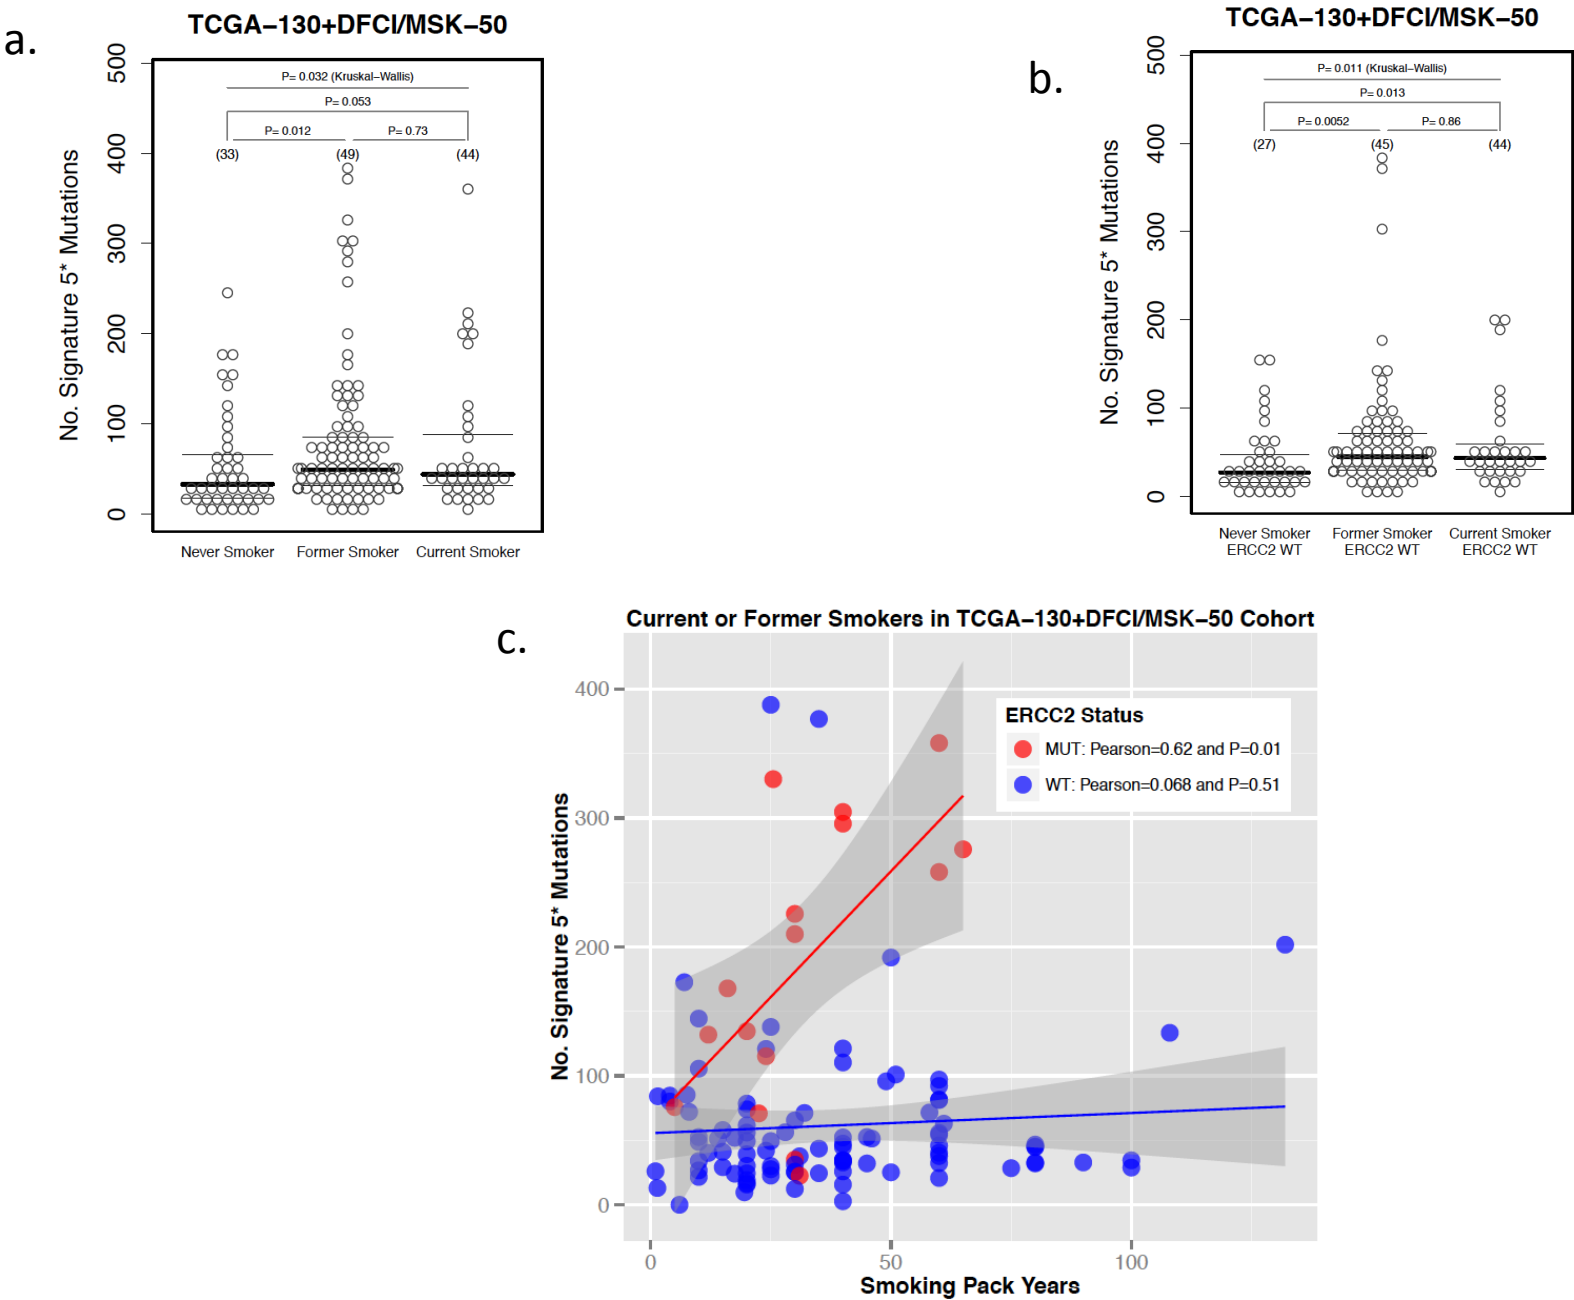 a.
TCGA−130+DFCI/MSK−50
No. Signature 5* Mutations
500
400
300
200
100
0
P= 0.032 (Kruskal−Wallis)
P= 0.053
P= 0.012
P= 0.73
(33)
(49)
(44)
Never Smoker
Former Smoker
Current Smoker
b.
TCGA−130+DFCI/MSK−50
No. Signature 5* Mutations
500
400
300
200
100
0
P= 0.011 (Kruskal−Wallis)
P= 0.013
P= 0.0052
P= 0.86
(27)
(45)
(44)
Never Smoker
ERCC2 WT
Former Smoker
ERCC2 WT
Current Smoker
ERCC2 WT
c.
Current or Former Smokers in TCGA−130+DFCI/MSK−50 Cohort
No. Signature 5* Mutations
400
300
200
100
0
ERCC2 Status
MUT: Pearson=0.62 and P=0.01
WT: Pearson=0.068 and P=0.51
0
50
100
Smoking Pack Years